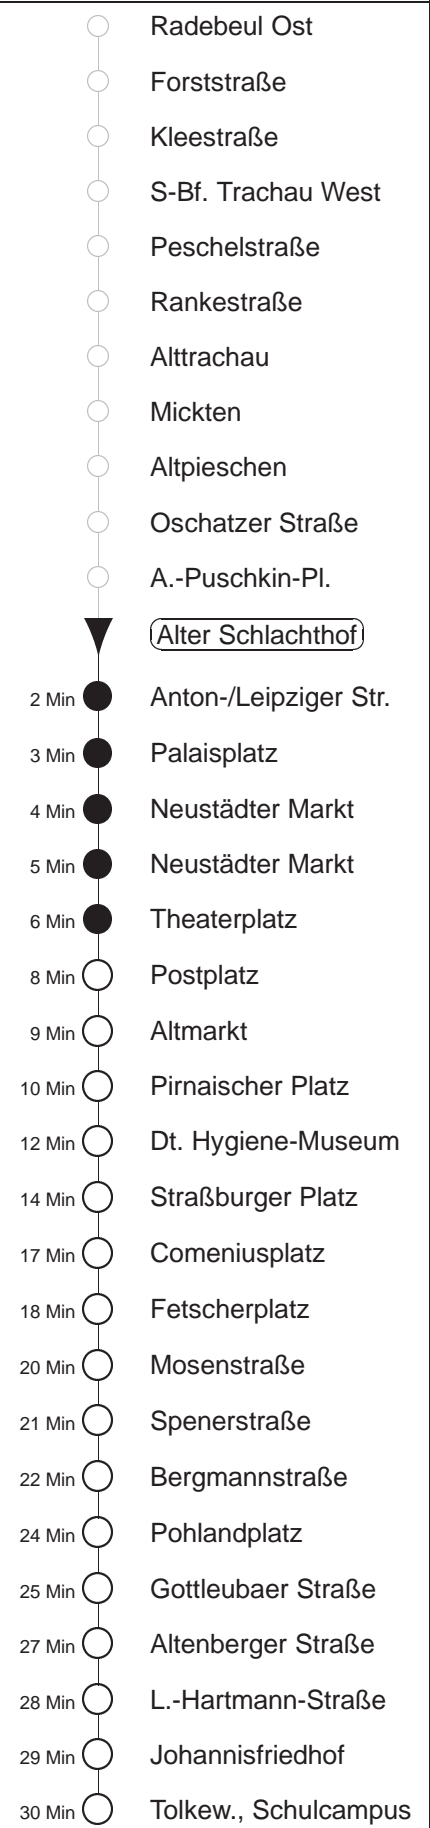 Radebeul Ost
Forststraße
Kleestraße
S-Bf. Trachau West
Peschelstraße
Rankestraße
Alttrachau
Mickten
Altpieschen
Oschatzer Straße
A.-Puschkin-Pl.
Alter Schlachthof
2 Min Anton-/Leipziger Str.
3 Min Palaisplatz
4 Min Neustädter Markt
5 Min Neustädter Markt
6 Min Theaterplatz
8 Min Postplatz
9 Min Altmarkt
10 Min Pirnaischer Platz
12 Min Dt. Hygiene-Museum
14 Min Straßburger Platz
17 Min Comeniusplatz
18 Min Fetscherplatz
20 Min Mosenstraße
21 Min Spenerstraße
22 Min Bergmannstraße
24 Min Pohlandplatz
25 Min Gottleubaer Straße
27 Min Altenberger Straße
28 Min L.-Hartmann-Straße
29 Min Johannisfriedhof
30 Min Tolkew., Schulcampus